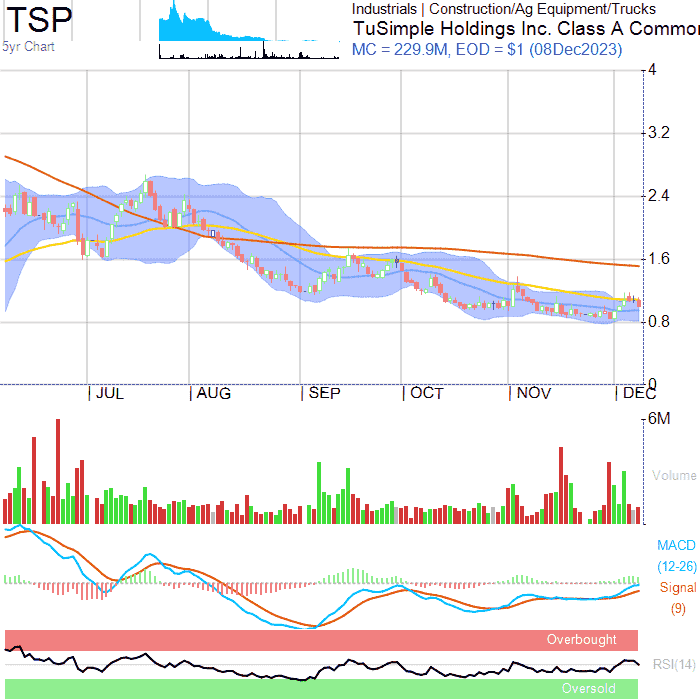 TSP
5yr Chart
Industrials | Construction/Ag Equipment/Trucks
TuSimple Holdings Inc. Class A Commo
MC = 229.9M, EOD = $1 (08Dec2023)
4
3.2
2.4
1.6
0.8
0
JUL
AUG
SEP
OCT
NOV
DEC
6M
Volume
MACD
(12-26)
Signal
(9)
Overbought
RSI(14)
Oversold